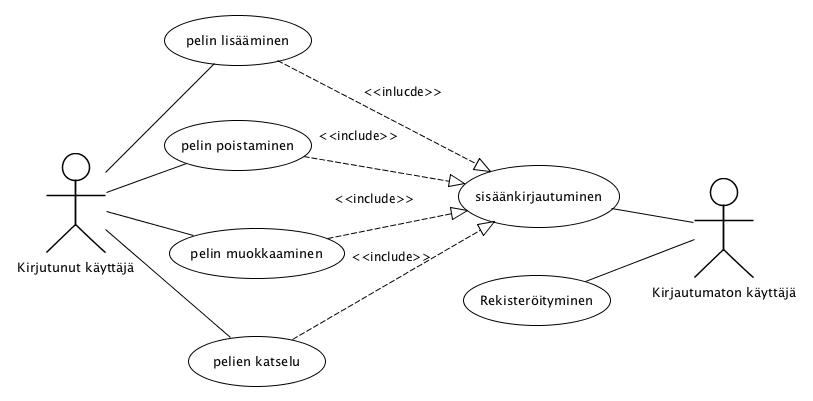 pelin lisääminen
<<inlucde>>
pelin poistaminen
<<include>>
sisäänkirjautuminen
<<include>>
pelin muokkaaminen
<<include>>
Kirjutunut käyttäjä
Rekisteröityminen
Kirjautumaton käyttäjä
pelien katselu